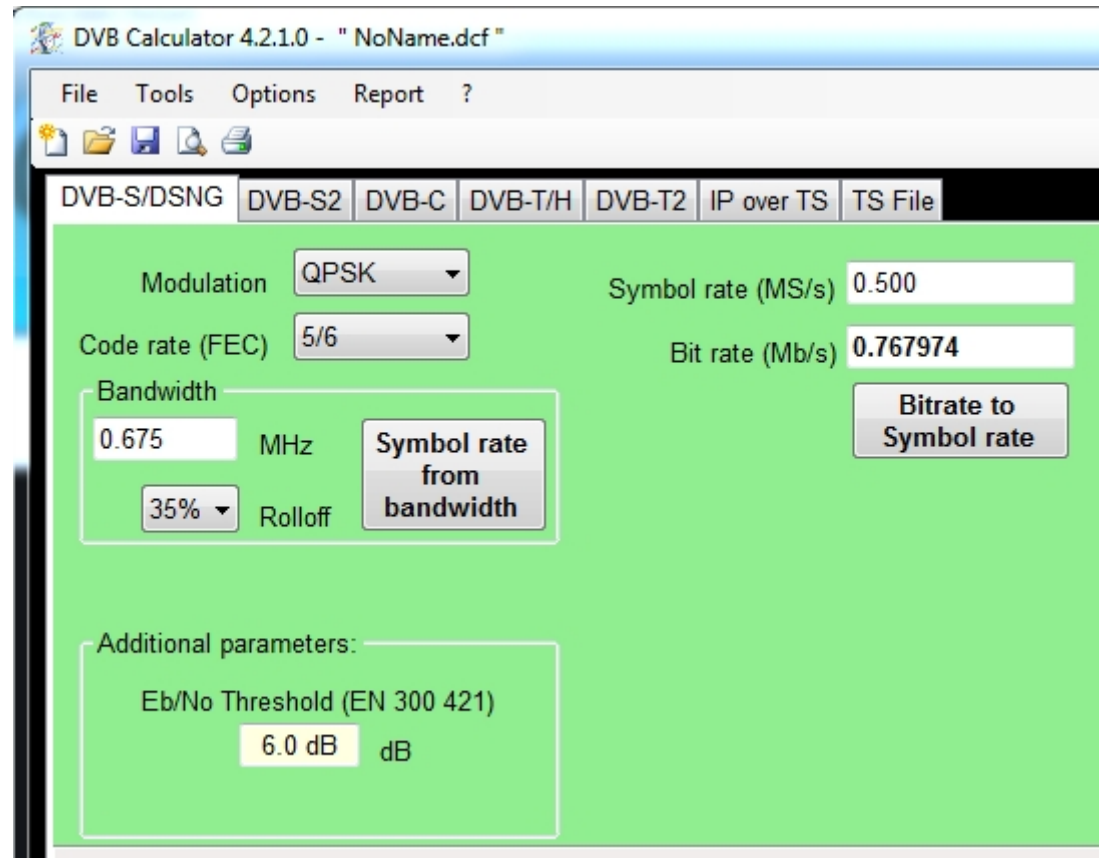 DVB Calculator 4.2.1.0 - " NoName.dcf "
File Tools Options Report ?
DVB-S/DSNG DVB-S2 DVB-C DVB-T/H DVB-T2 IP over TS TS File
Modulation QPSK
Symbol rate (MS/s) 0.500
Code rate (FEC) 5/6
Bit rate (Mb/s) 0.767974
Bitrate to
Symbol rate
Bandwidth
0.675 MHz
Symbol rate
from
bandwidth
35% Rolloff
Additional parameters:
Eb/No Threshold (EN 300 421)
6.0 dB dB